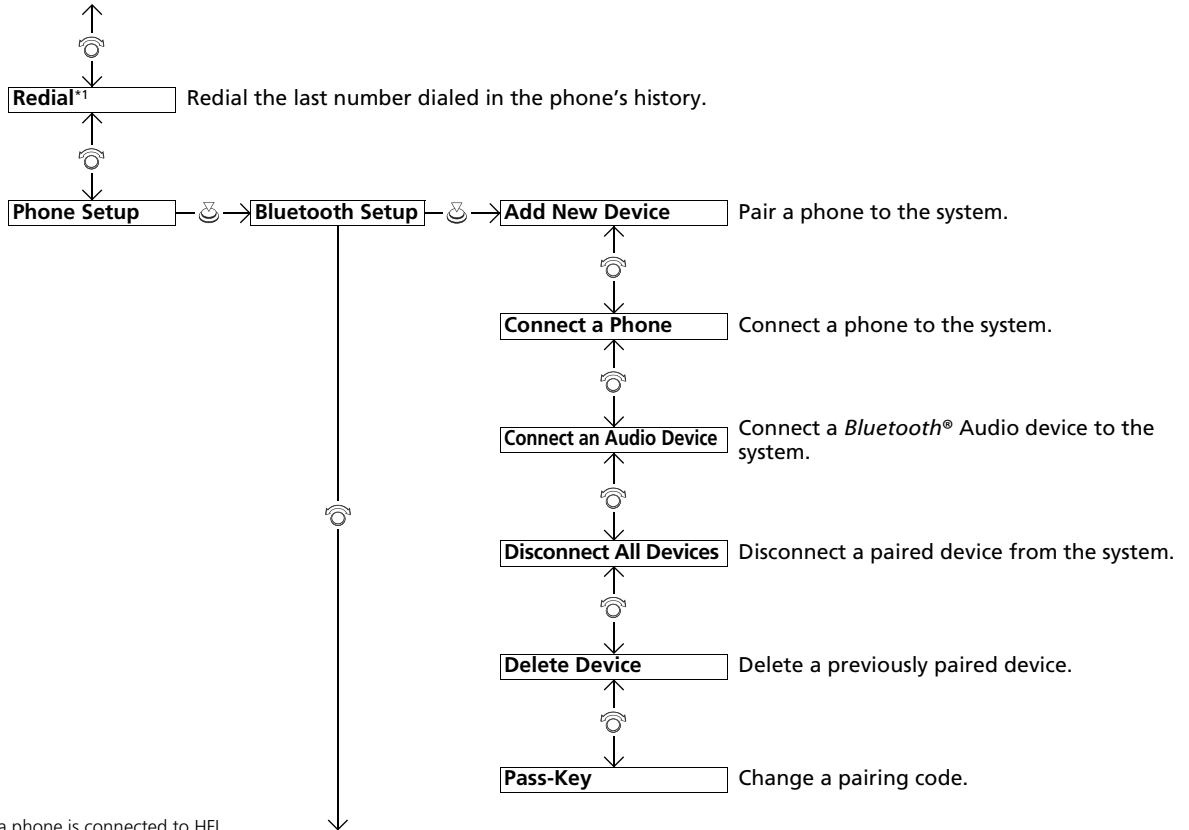 Redial*1 Redial the last number dialed in the phone's history.
Phone Setup Bluetooth Setup Add New Device Pair a phone to the system.
Connect a Phone Connect a phone to the system.
Connect an Audio Device Connect a Bluetooth® Audio device to the
system.
Disconnect All Devices Disconnect a paired device from the system.
Delete Device Delete a previously paired device.
Pass-Key Change a pairing code.
a phone is connected to HFL